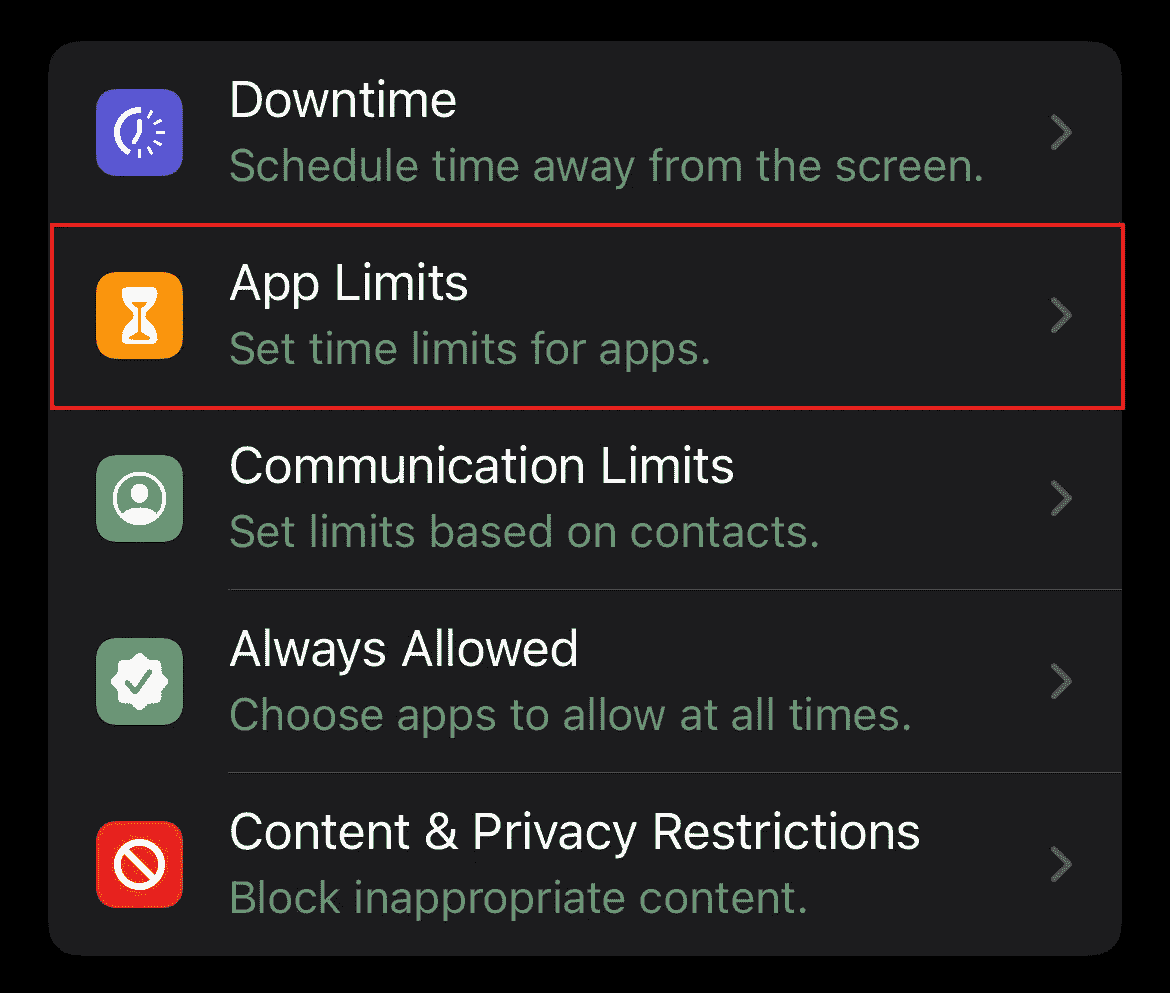 Downtime
Schedule time away from the screen.
App Limits
Set time limits for apps.
Communication Limits
Set limits based on contacts.
Always Allowed
Choose apps to allow at all times.
Content & Privacy Restrictions
Block inappropriate content.